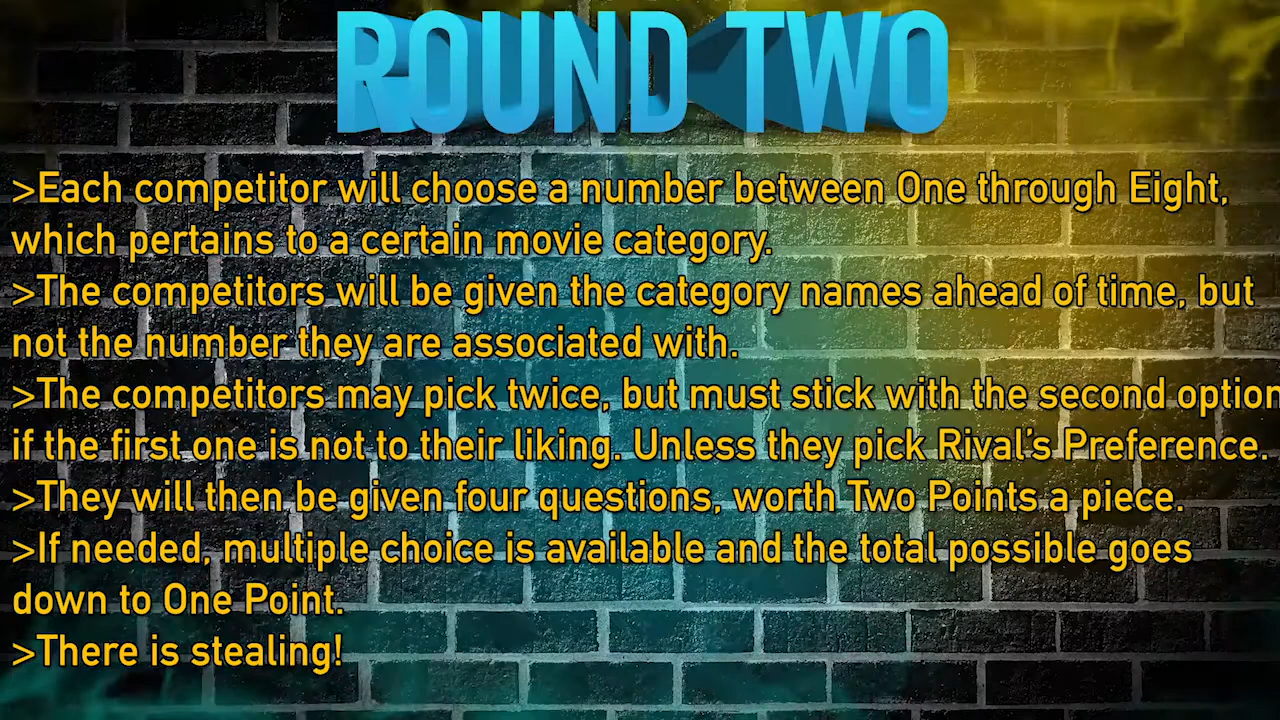 ROUND TWO
>Each competitor will choose a number between One through Eight,
which pertains to a certain movie category.
>The competitors will be given the category names ahead of time, but
not the number they are associated with.
>The competitors may pick twice, but must stick with the second option
if the first one is not to their liking. Unless they pick Rival's Preference.
>They will then be given four questions, worth Two Points a piece.
>If needed, multiple choice is available and the total possible goes
down to One Point.
>There is stealing!